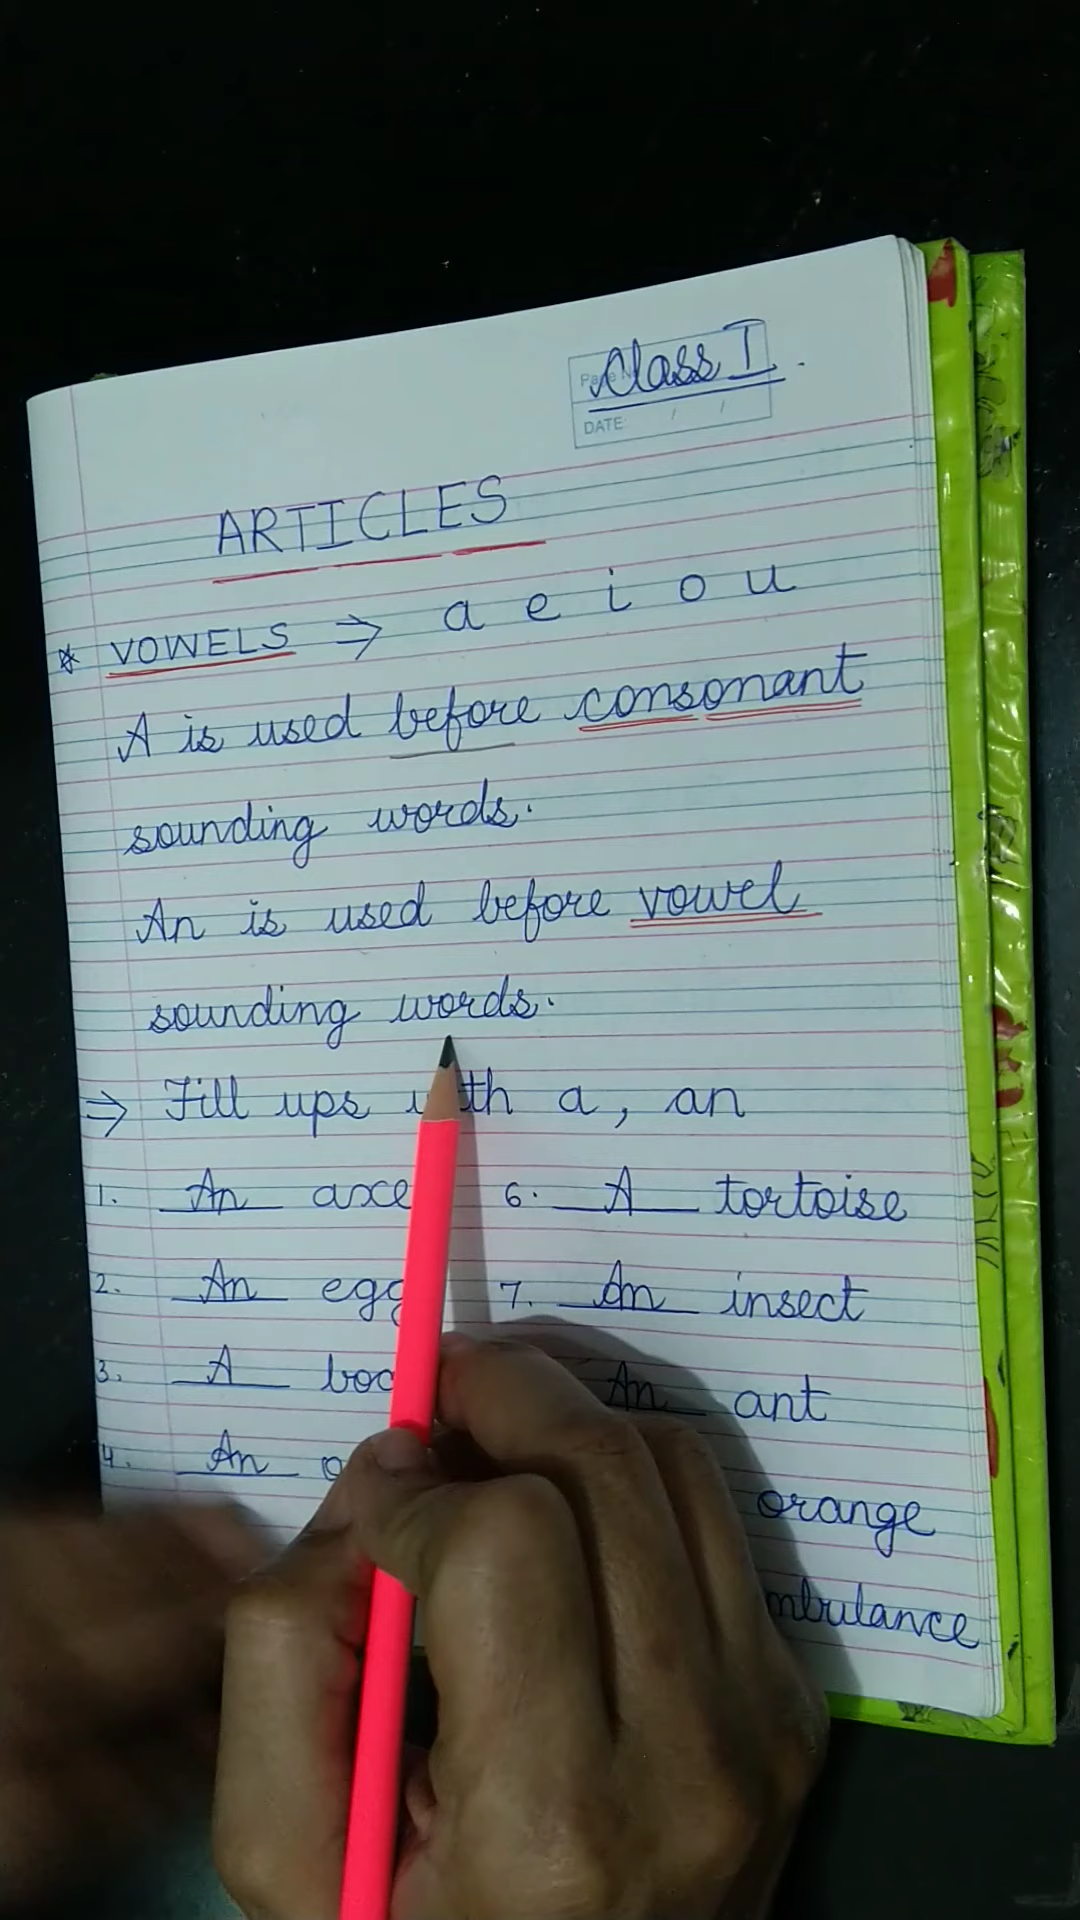 Class I.
DATE / /
ARTICLES
* VOWELS ⇒ a e i o u
A is used before consonant
sounding words.
An is used before vowel
sounding words.
⇒ Fill ups with a, an
1. An axe 6. A tortoise
2. An egg 7. An insect
3. A An ant
4. An
orange